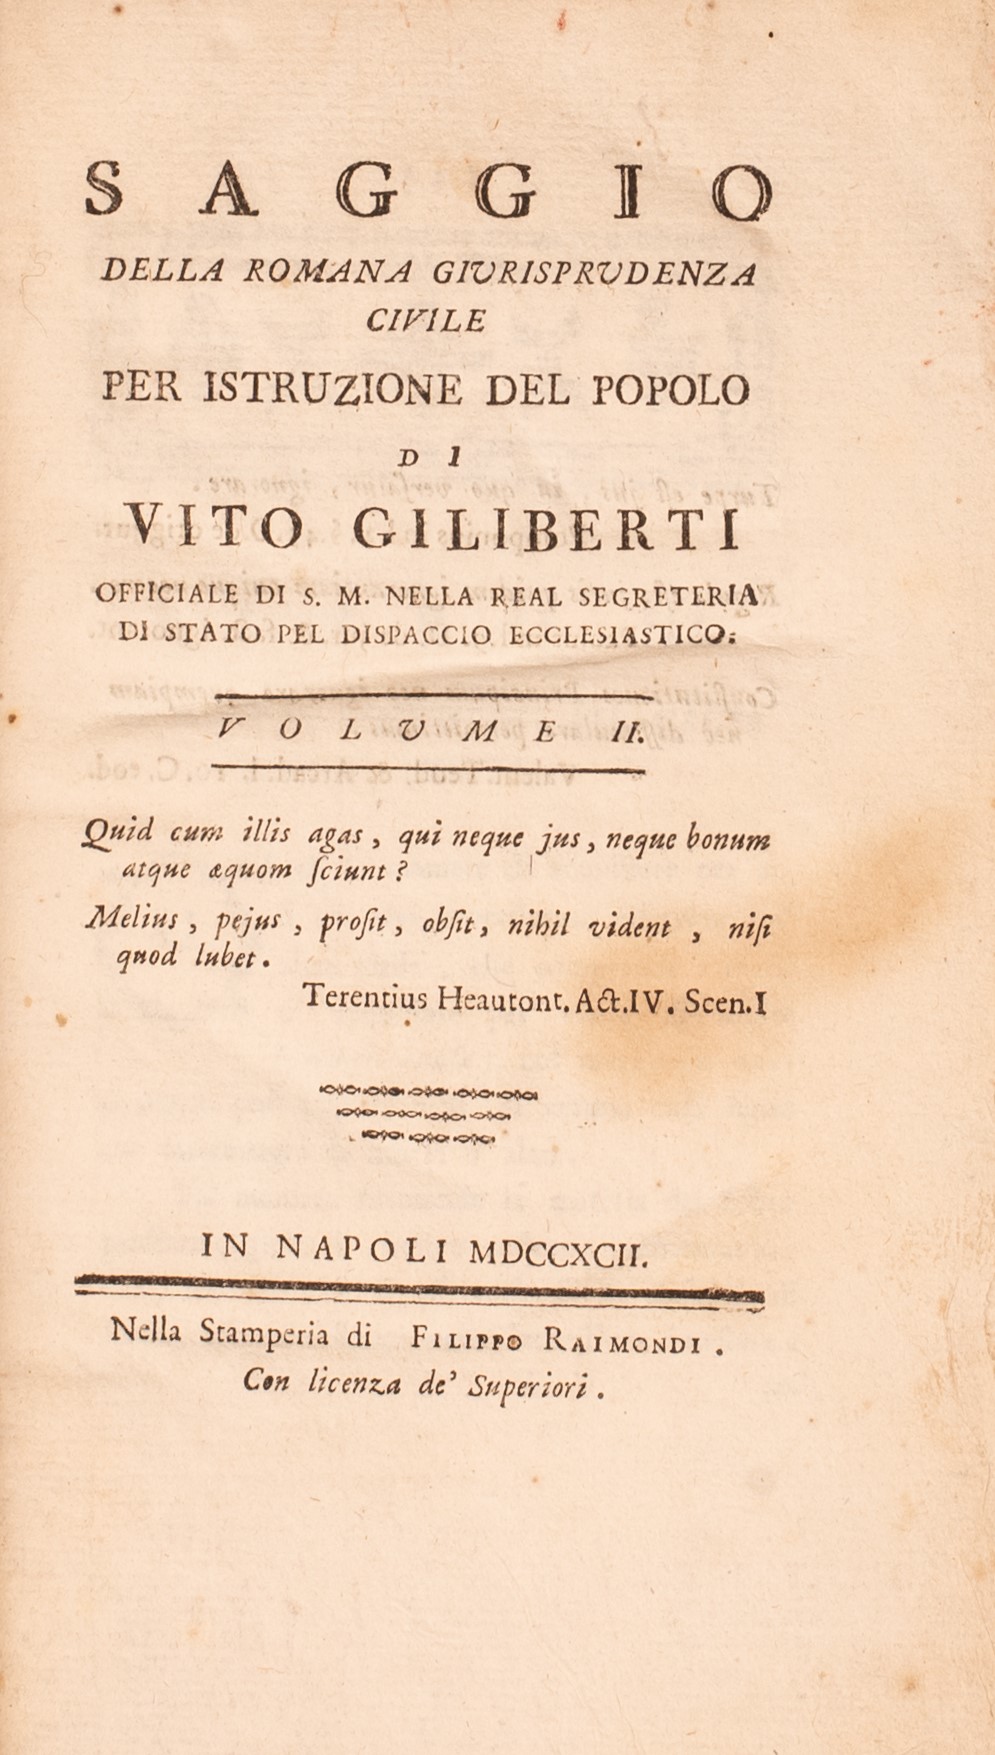 SAGGIO
DELLA ROMANA GIURISPRUDENZA
CIVILE
PER ISTRUZIONE DEL POPOLO
DI
VITO GILIBERTI
OFFICIALE DI S. M. NELLA REAL SEGRETERIA
DI STATO PEL DISPACCIO ECCLESIASTICO.
VOLUME II.
Quid cum illis agas, qui neque jus, neque bonum
atque æquom ſciunt?
Melius, pejus, proſit, obſit, nihil vident, niſi
quod lubet.
Terentius Heautont. Act. IV. Scen. I
IN NAPOLI MDCCXCII.
Nella Stamperia di FILIPPO RAIMONDI.
Con licenza de' Superiori.